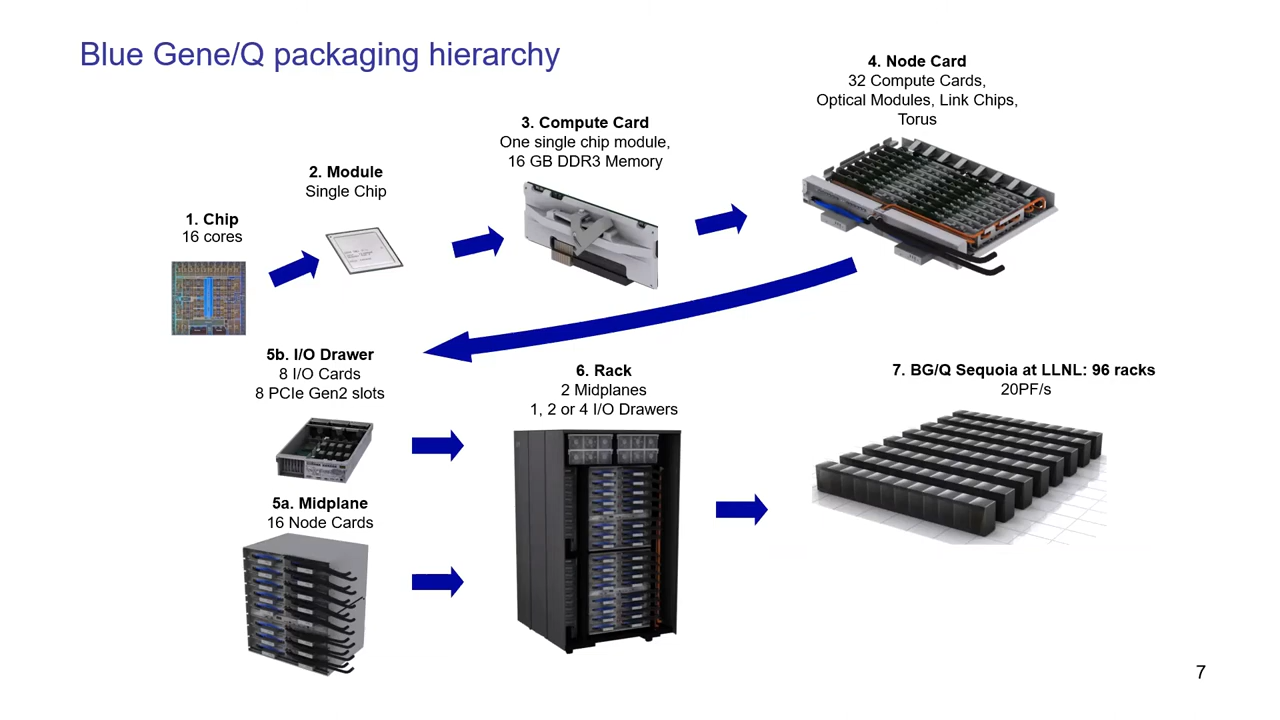 Blue Gene/Q packaging hierarchy
1. Chip
16 cores
2. Module
Single Chip
3. Compute Card
One single chip module,
16 GB DDR3 Memory
4. Node Card
32 Compute Cards,
Optical Modules, Link Chips,
Torus
5b. I/O Drawer
8 I/O Cards
8 PCIe Gen2 slots
5a. Midplane
16 Node Cards
6. Rack
2 Midplanes
1, 2 or 4 I/O Drawers
7. BG/Q Sequoia at LLNL: 96 racks
20PF/s
7